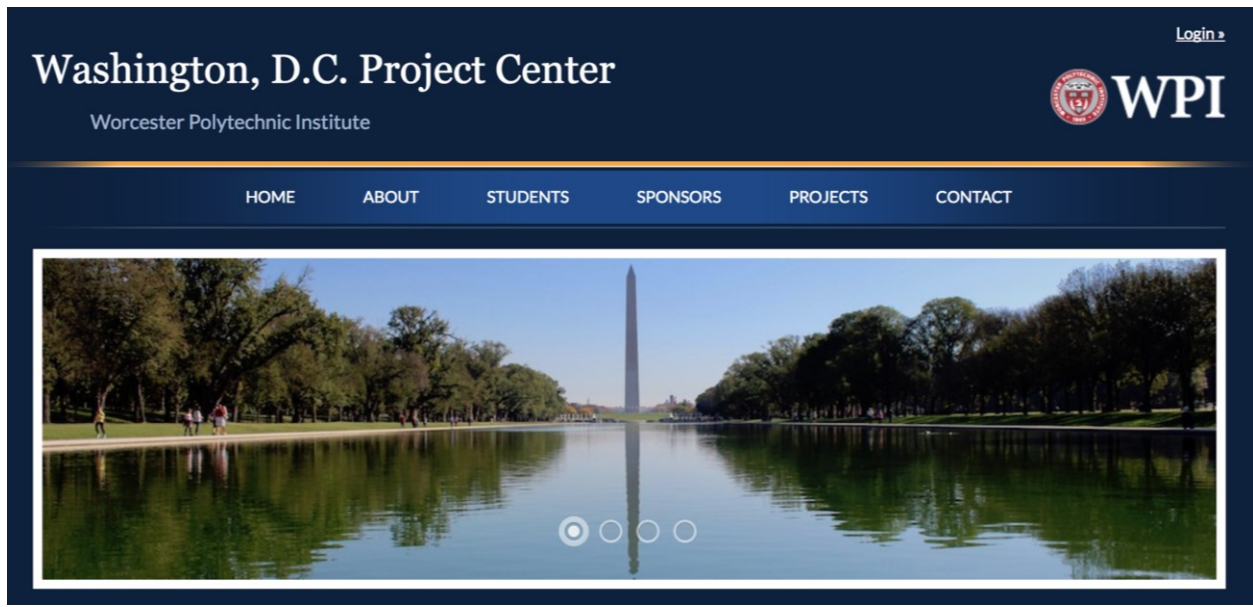 Login »
Washington, D.C. Project Center
WPI
Worcester Polytechnic Institute
HOME ABOUT STUDENTS SPONSORS PROJECTS CONTACT